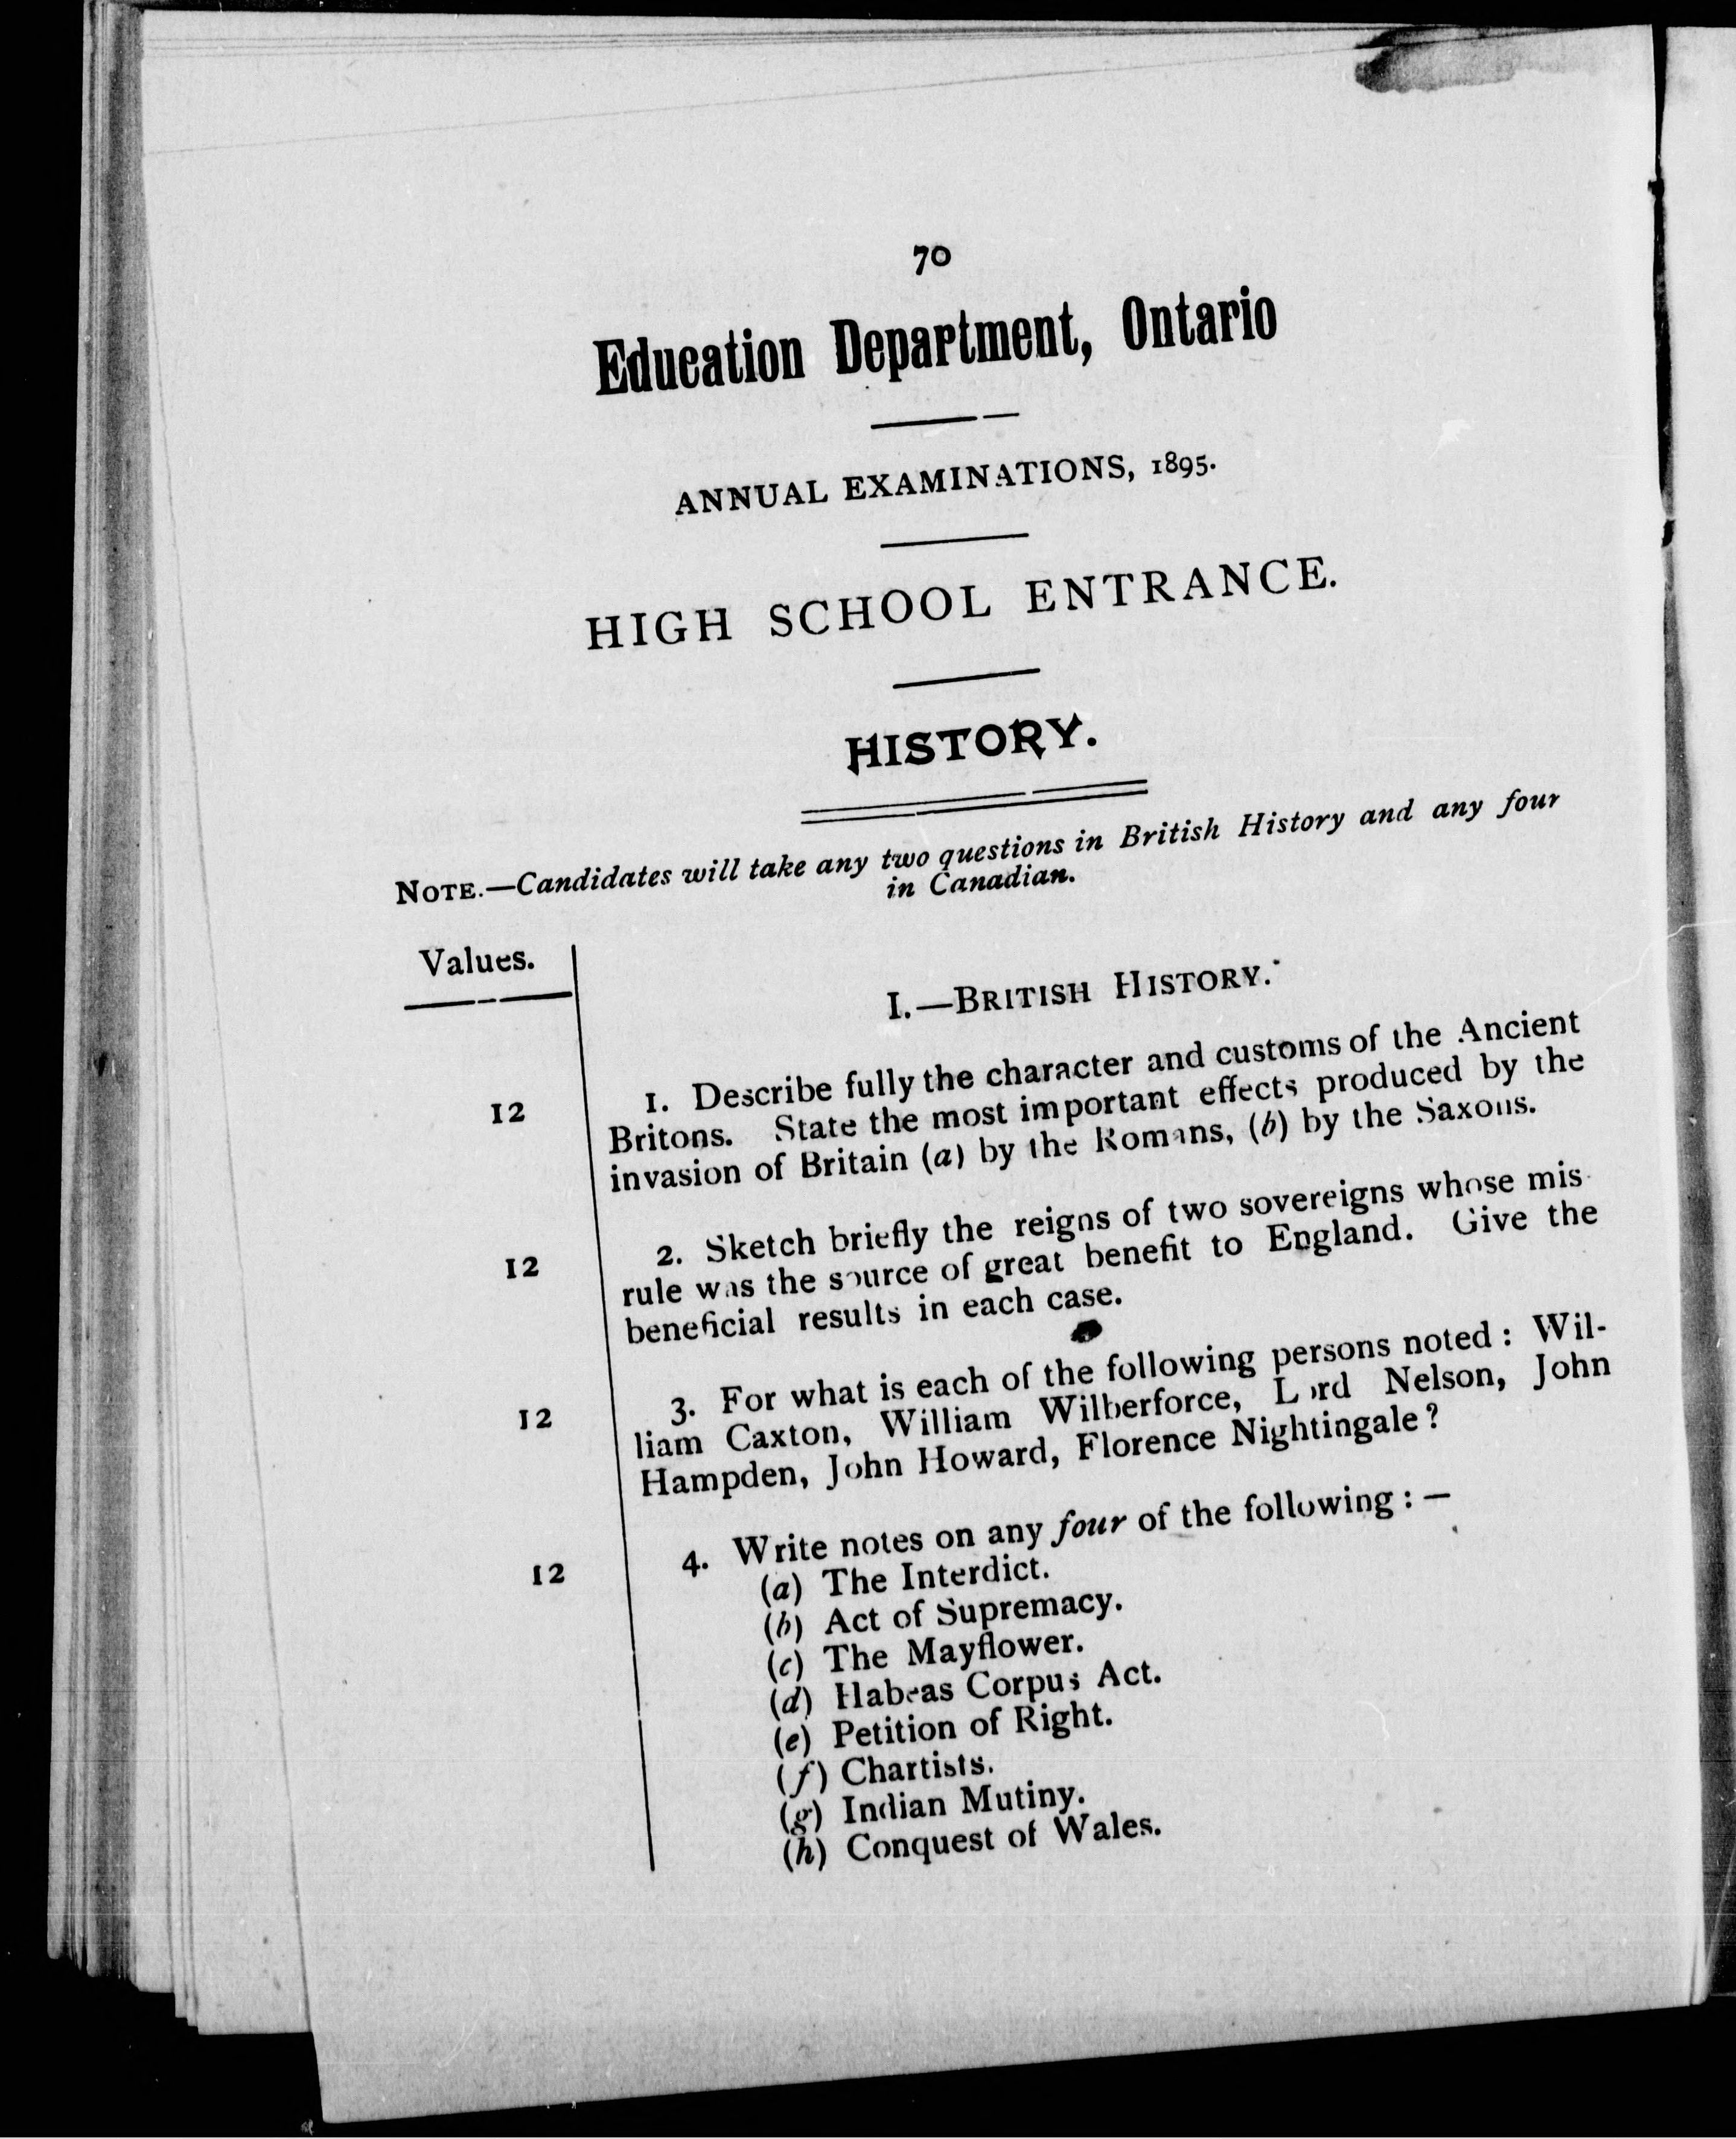 70
Education Department, Ontario
ANNUAL EXAMINATIONS, 1895.
HIGH SCHOOL ENTRANCE.
HISTORY.
NOTE.—Candidates will take any two questions in British History and any four
in Canadian.
Values.
I.—BRITISH HISTORY.
12
1. Describe fully the character and customs of the Ancient
Britons. State the most important effects produced by the
invasion of Britain (a) by the Romans, (b) by the Saxons.
12
2. Sketch briefly the reigns of two sovereigns whose mis-
rule was the source of great benefit to England. Give the
beneficial results in each case.
12
3. For what is each of the following persons noted: Wil-
liam Caxton, William Wilberforce, Lord Nelson, John
Hampden, John Howard, Florence Nightingale?
12
4. Write notes on any four of the following:—
(a) The Interdict.
(b) Act of Supremacy.
(c) The Mayflower.
(d) Habeas Corpus Act.
(e) Petition of Right.
(f) Chartists.
(g) Indian Mutiny.
(h) Conquest of Wales.